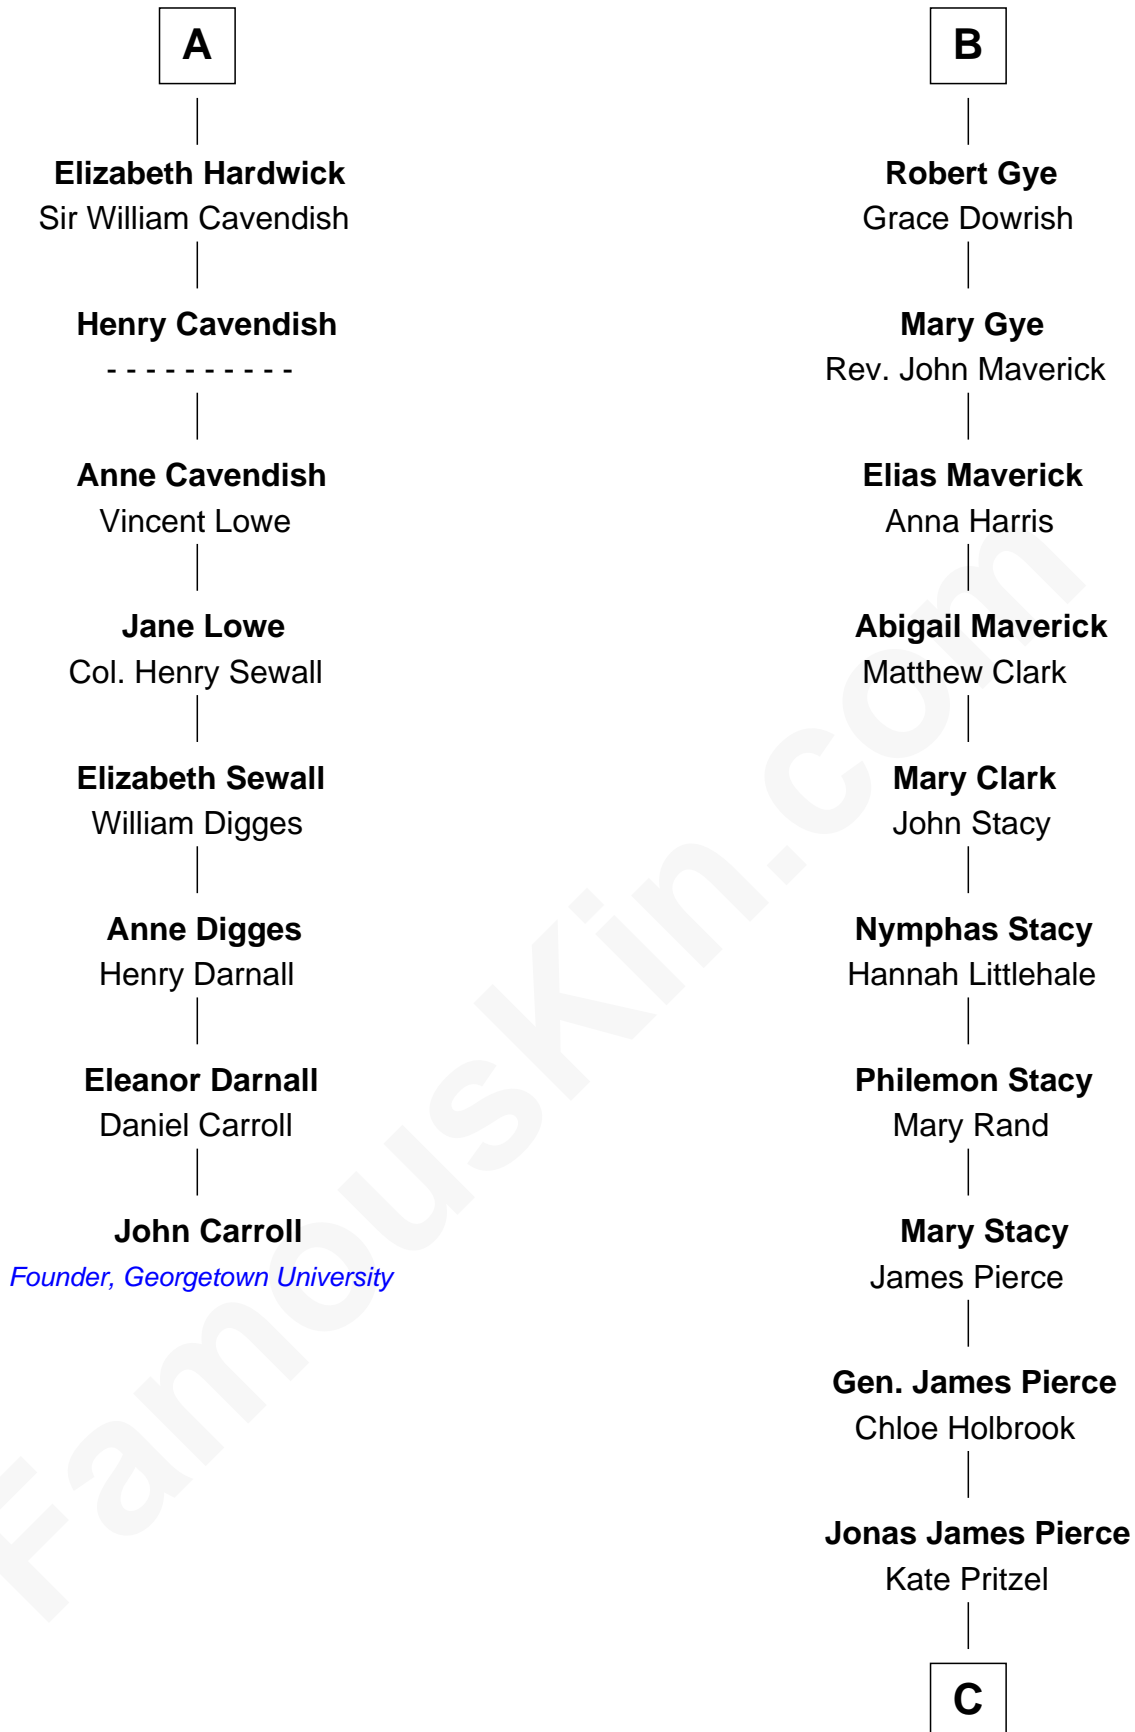 A
Elizabeth Hardwick
Sir William Cavendish
Henry Cavendish
- - - - - - - - - -
Anne Cavendish
Vincent Lowe
Jane Lowe
Col. Henry Sewall
Elizabeth Sewall
William Digges
Anne Digges
Henry Darnall
Eleanor Darnall
Daniel Carroll
John Carroll
Founder, Georgetown University
B
Robert Gye
Grace Dowrish
Mary Gye
Rev. John Maverick
Elias Maverick
Anna Harris
Abigail Maverick
Matthew Clark
Mary Clark
John Stacy
Nymphas Stacy
Hannah Littlehale
Philemon Stacy
Mary Rand
Mary Stacy
James Pierce
Gen. James Pierce
Chloe Holbrook
Jonas James Pierce
Kate Pritzel
C
FamousKin.com